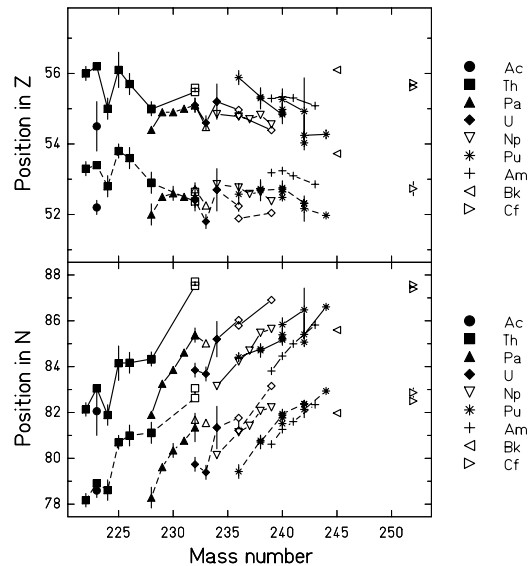 56
54
52
Position in Z
Ac
Th
Pa
U
Np
Pu
Am
Bk
Cf
88
86
84
82
80
78
Position in N
Ac
Th
Pa
U
Np
Pu
Am
Bk
Cf
225 230 235 240 245 250
Mass number